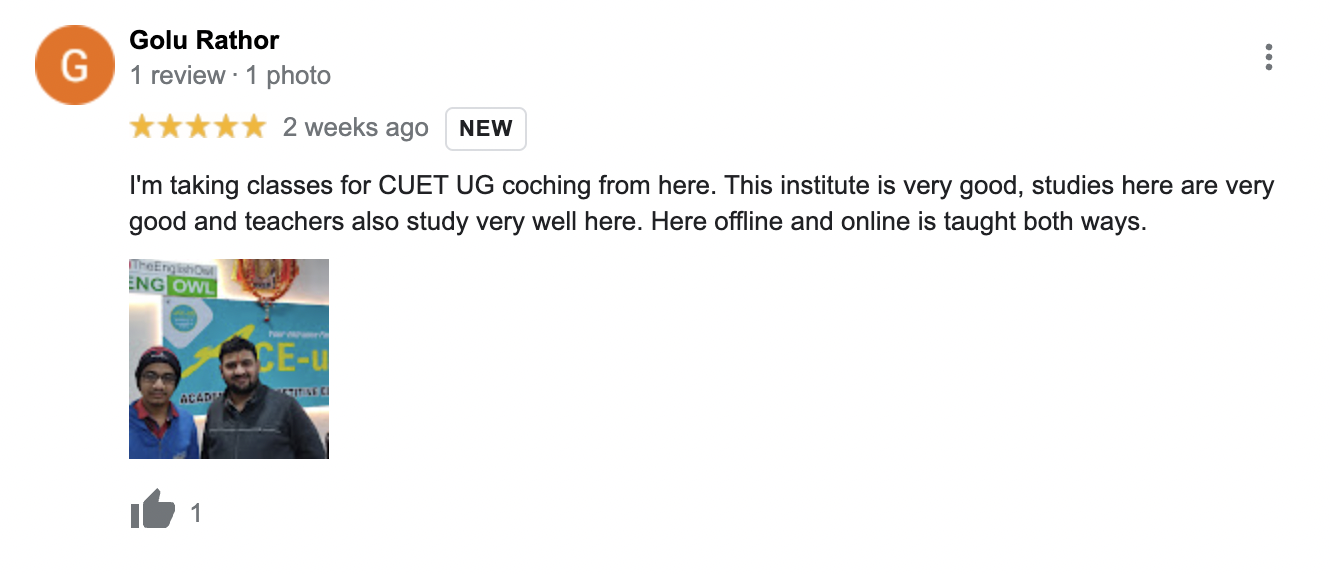 G
Golu Rathor
1 review · 1 photo
2 weeks ago NEW
I'm taking classes for CUET UG coching from here. This institute is very good, studies here are very
good and teachers also study very well here. Here offline and online is taught both ways.
TheEnglishOwl
ENG OWL
CE-u
ACAD
1